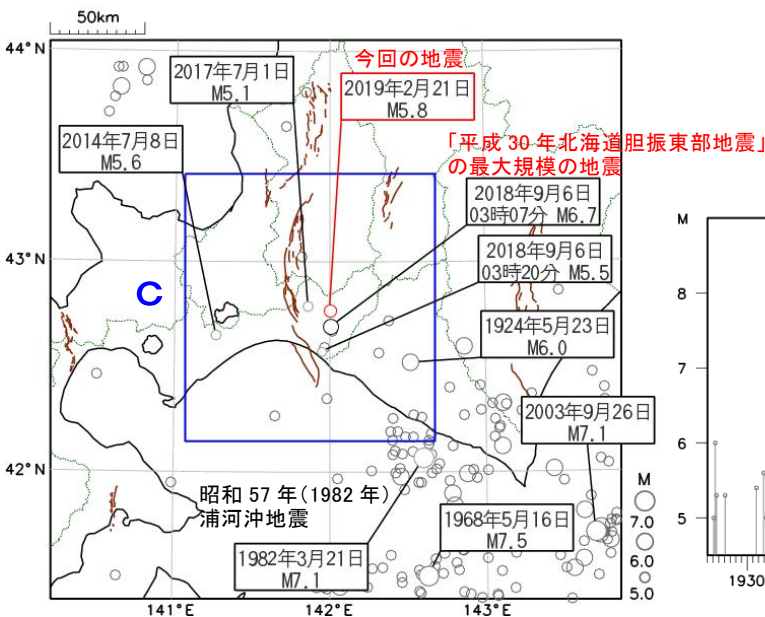 50km
44°N
今回の地震
2017年7月1日
M5.1
2019年2月21日
M5.8
2014年7月8日
M5.6
「平成 30 年北海道胆振東部地震」
の最大規模の地震
2018年9月6日
03時07分 M6.7
2018年9月6日
03時20分 M5.5
43°N
C
1924年5月23日
M6.0
2003年9月26日
M7.1
42°N
昭和 57 年(1982 年)
浦河沖地震
1968年5月16日
M7.5
1982年3月21日
M7.1
M
7.0
6.0
5.0
141°E
142°E
143°E
M
8
7
6
5
1930